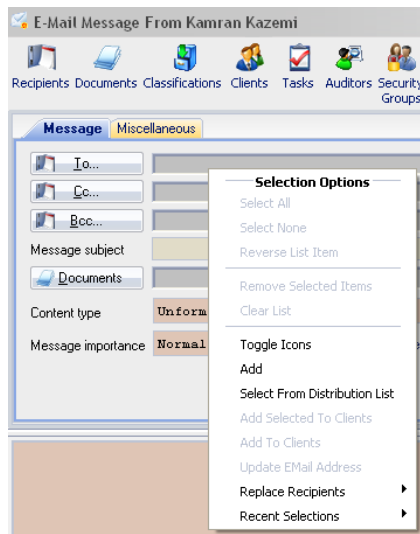 E-Mail Message From Kamran Kazemi
Recipients Documents Classifications Clients Tasks Auditors Security Groups
Message Miscellaneous
To...
Cc...
Bcc...
Message subject
Documents
Content type Unform
Message importance Normal
Selection Options
Select All
Select None
Reverse List Item
Remove Selected Items
Clear List
Toggle Icons
Add
Select From Distribution List
Add Selected To Clients
Add To Clients
Update EMail Address
Replace Recipients
Recent Selections